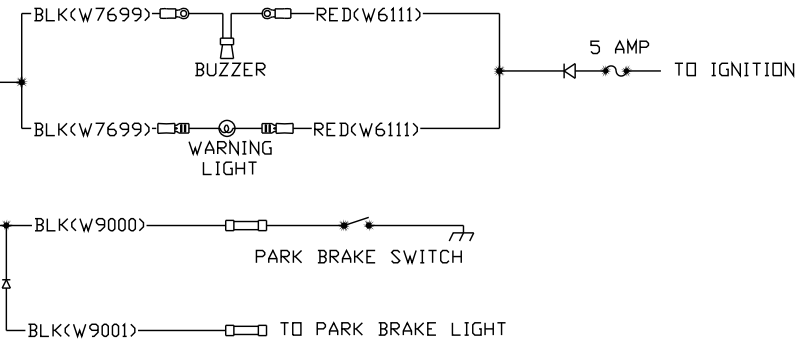 BLK(W7699) RED(W6111)
5 AMP
BUZZER
TO IGNITION
BLK(W7699) RED(W6111)
WARNING
LIGHT
BLK(W9000)
PARK BRAKE SWITCH
BLK(W9001) TO PARK BRAKE LIGHT